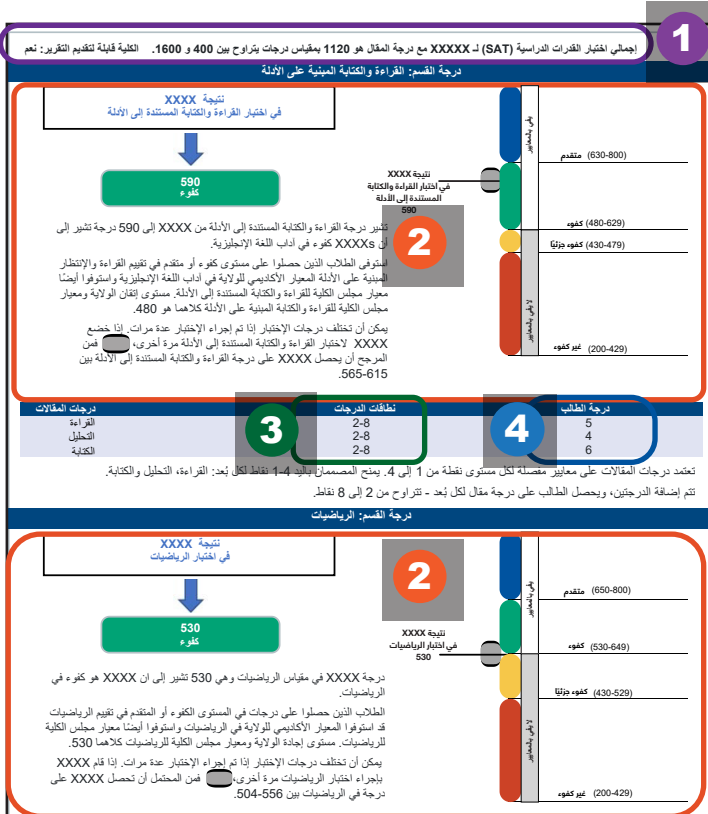 1
إجمالي اختبار القدرات الدراسية (SAT) لـ XXXXX مع درجة المقال هو 1120 بمقياس درجات يتراوح بين 400 و 1600. الكلية قابلة لتقديم التقرير: نعم
درجة القسم: القراءة والكتابة المبنية على الأدلة
نتيجة XXXX
في اختبار القراءة والكتابة المستندة إلى الأدلة
590
كفوء
يفي بالمعايير
لا يفي بالمعايير
(630-800) متقدم
(480-629) كفوء
(430-479) كفوء جزئيًا
(200-429) غير كفوء
نتيجة XXXX
في اختبار القراءة والكتابة
المستندة إلى الأدلة
590
2
تشير درجة القراءة والكتابة المستندة إلى الأدلة من XXXX إلى 590 درجة تشير إلى
أن XXXXs كفوء في آداب اللغة الإنجليزية.
استوفى الطلاب الذين حصلوا على مستوى كفوء أو متقدم في تقييم القراءة والإنتظار
المبنية على الأدلة المعيار الأكاديمي للولاية في آداب اللغة الإنجليزية واستوفوا أيضًا
معيار مجلس الكلية للقراءة والكتابة المستندة إلى الأدلة. مستوى إتقان الولاية ومعيار
مجلس الكلية للقراءة والكتابة المبنية على الأدلة كلاهما هو 480.
يمكن أن تختلف درجات الإختبار إذا تم إجراء الإختبار عدة مرات. إذا خضع
XXXX لاختبار القراءة والكتابة المستندة إلى الأدلة مرة أخرى، فمن
المرجح أن يحصل XXXX على درجة القراءة والكتابة المستندة إلى الأدلة بين
565-615.
درجة الطالب نطاقات الدرجات درجات المقالات
5 2-8 القراءة
4 2-8 التحليل
6 2-8 الكتابة
4
3
تعتمد درجات المقالات على معايير مفصلة لكل مستوى نقطة من 1 إلى 4. يمنح المصممان باليد 4-1 نقاط لكل بُعد: القراءة، التحليل والكتابة.
تتم إضافة الدرجتين، ويحصل الطالب على درجة مقال لكل بُعد - تتراوح من 2 إلى 8 نقاط.
درجة القسم: الرياضيات
نتيجة XXXX
في اختبار الرياضيات
530
كفوء
يفي بالمعايير
لا يفي بالمعايير
(650-800) متقدم
(530-649) كفوء
(430-529) كفوء جزئيًا
(200-429) غير كفوء
2
نتيجة XXXX
في اختبار الرياضيات
530
درجة XXXX في مقياس الرياضيات وهي 530 تشير إلى ان XXXX هو كفوء في
الرياضيات.
الطلاب الذين حصلوا على درجات في المستوى الكفوء أو المتقدم في تقييم الرياضيات
قد استوفوا المعيار الأكاديمي للولاية في الرياضيات واستوفوا أيضًا معيار مجلس الكلية
للرياضيات. مستوى إجادة الولاية ومعيار مجلس الكلية للرياضيات كلاهما 530.
يمكن أن تختلف درجات الإختبار إذا تم إجراء الإختبار عدة مرات. إذا قام XXXX
بإجراء اختبار الرياضيات مرة أخرى، فمن المحتمل أن تحصل XXXX على
درجة في الرياضيات بين 556-504.